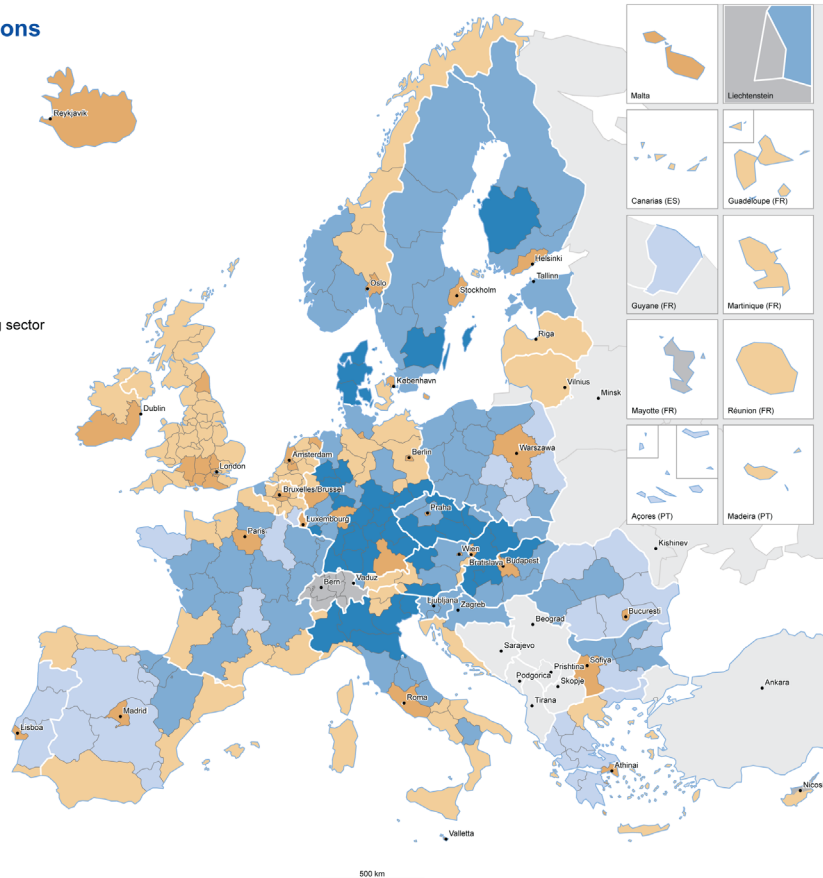 ons
g sector
Reykjavik
Oslo
Helsinki
Tallinn
Stockholm
Riga
København
Vilnius
Minsk
Dublin
London
Amsterdam
Berlin
Warszawa
Bruxelles/Brussel
Luxembourg
Praha
Paris
Wien
Bratislava
Budapest
Kishinev
Bern
Vaduz
Ljubljana
Zagreb
Beograd
Bucuresti
Sarajevo
Prishtina
Sofiya
Podgorica
Skopje
Tirana
Ankara
Roma
Madrid
Lisboa
Athinai
Nicos
Valletta
500 km
Malta
Liechtenstein
Canarias (ES)
Guadeloupe (FR)
Guyane (FR)
Martinique (FR)
Mayotte (FR)
Réunion (FR)
Açores (PT)
Madeira (PT)